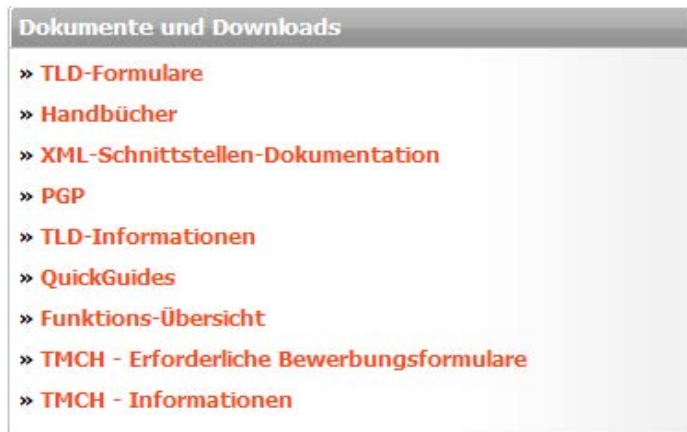 Dokumente und Downloads
» TLD-Formulare
» Handbücher
» XML-Schnittstellen-Dokumentation
» PGP
» TLD-Informationen
» QuickGuides
» Funktions-Übersicht
» TMCH - Erforderliche Bewerbungsformulare
» TMCH - Informationen